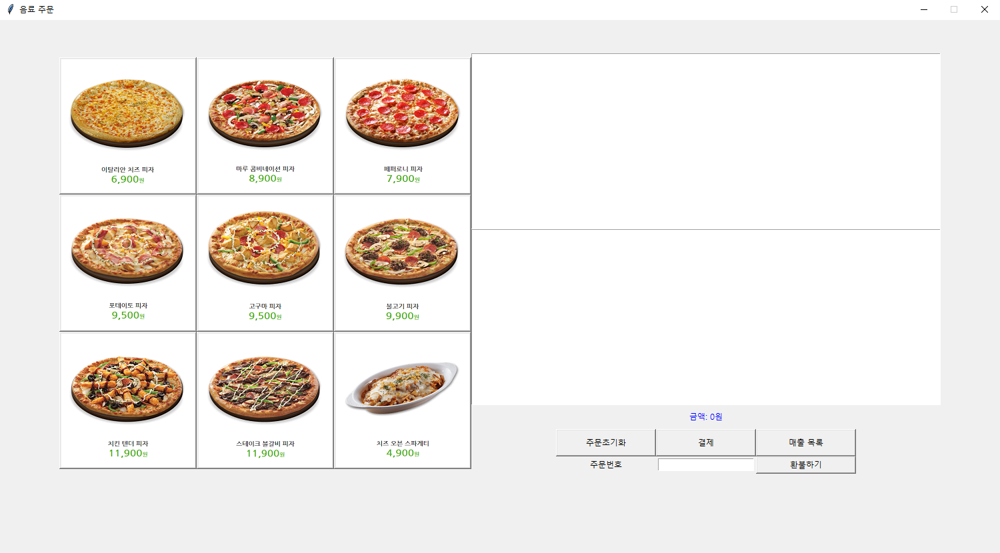 음료 주문
이탈리안 치즈 피자
6,900원
마루 콤비네이션 피자
8,900원
페퍼로니 피자
7,900원
포테이토 피자
9,500원
고구마 피자
9,500원
불고기 피자
9,900원
치킨 텐더 피자
11,900원
스테이크 불갈비 피자
11,900원
치즈 오븐 스파게티
4,900원
금액: 0원
주문초기화
결제
매출 목록
주문번호
환불하기